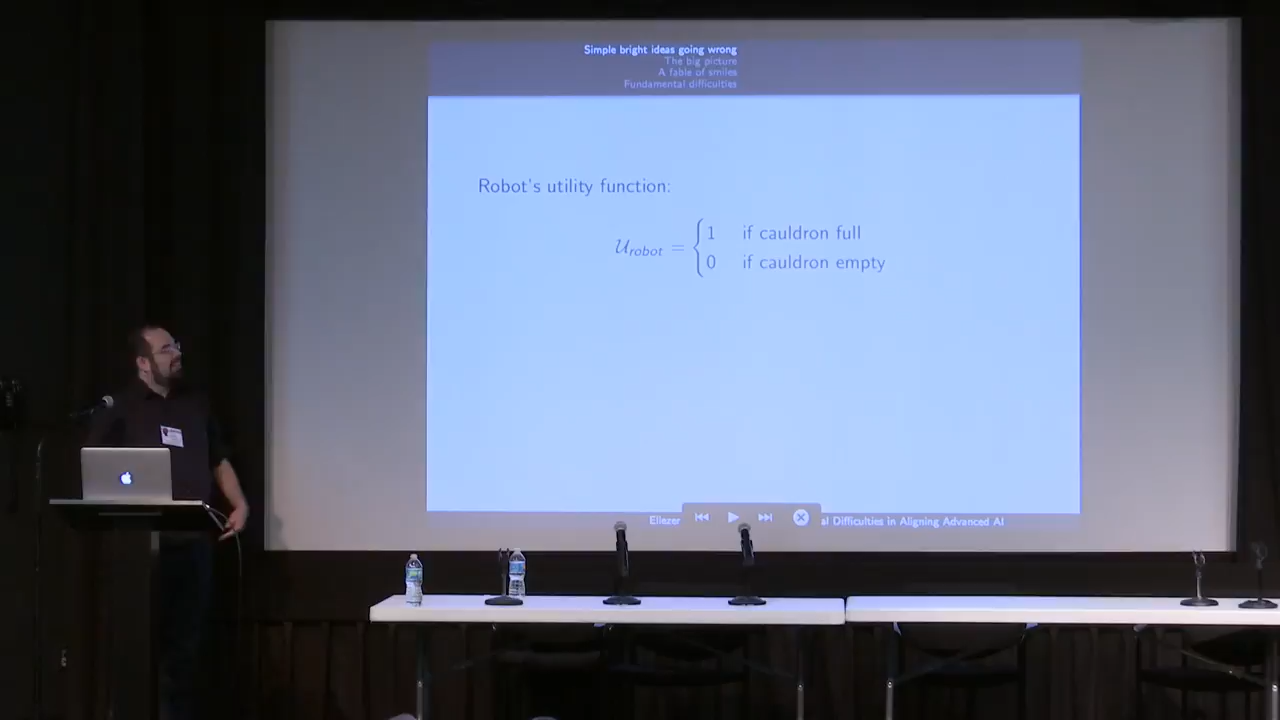 Simple bright ideas going wrong
The big picture
A fable of smiles
Fundamental difficulties
Robot's utility function:
𝒰robot = { 1 if cauldron full
0 if cauldron empty
Eliezer al Difficulties in Aligning Advanced AI